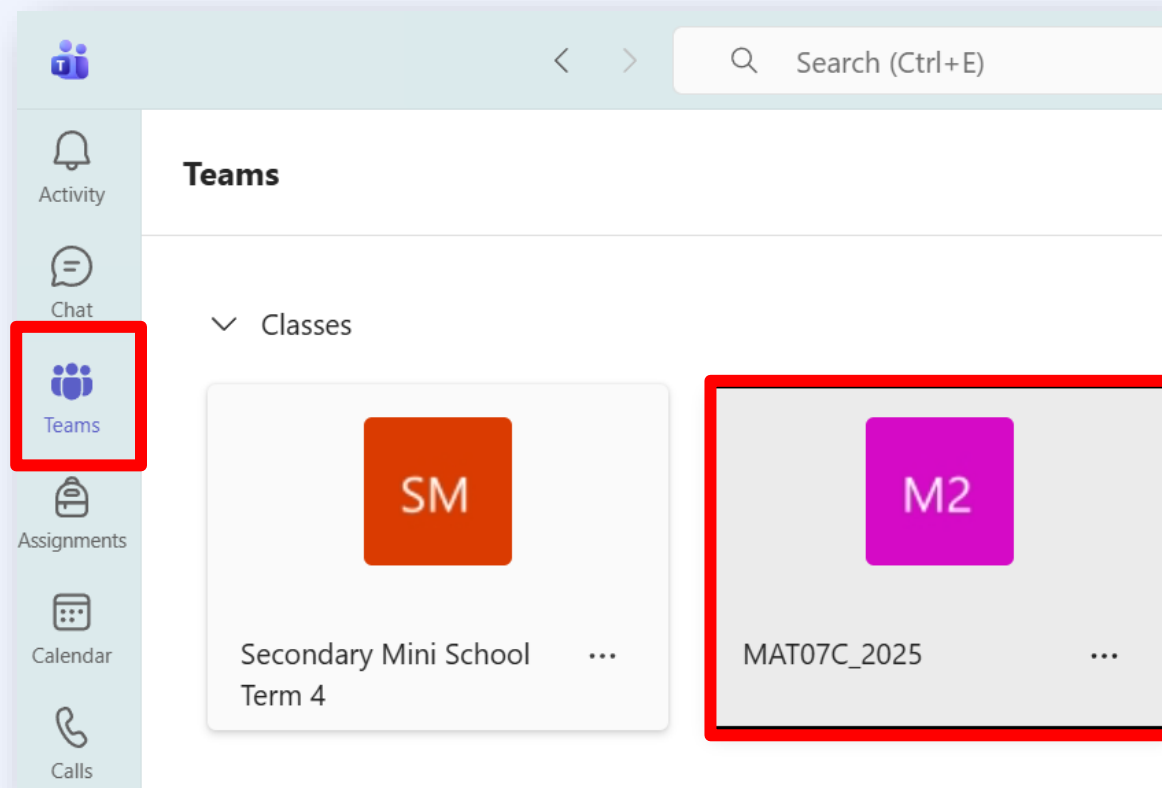 T
Search (Ctrl+E)
Activity
Chat
Teams
Assignments
Calendar
Calls
Teams
Classes
SM
Secondary Mini School
Term 4
M2
MAT07C_2025